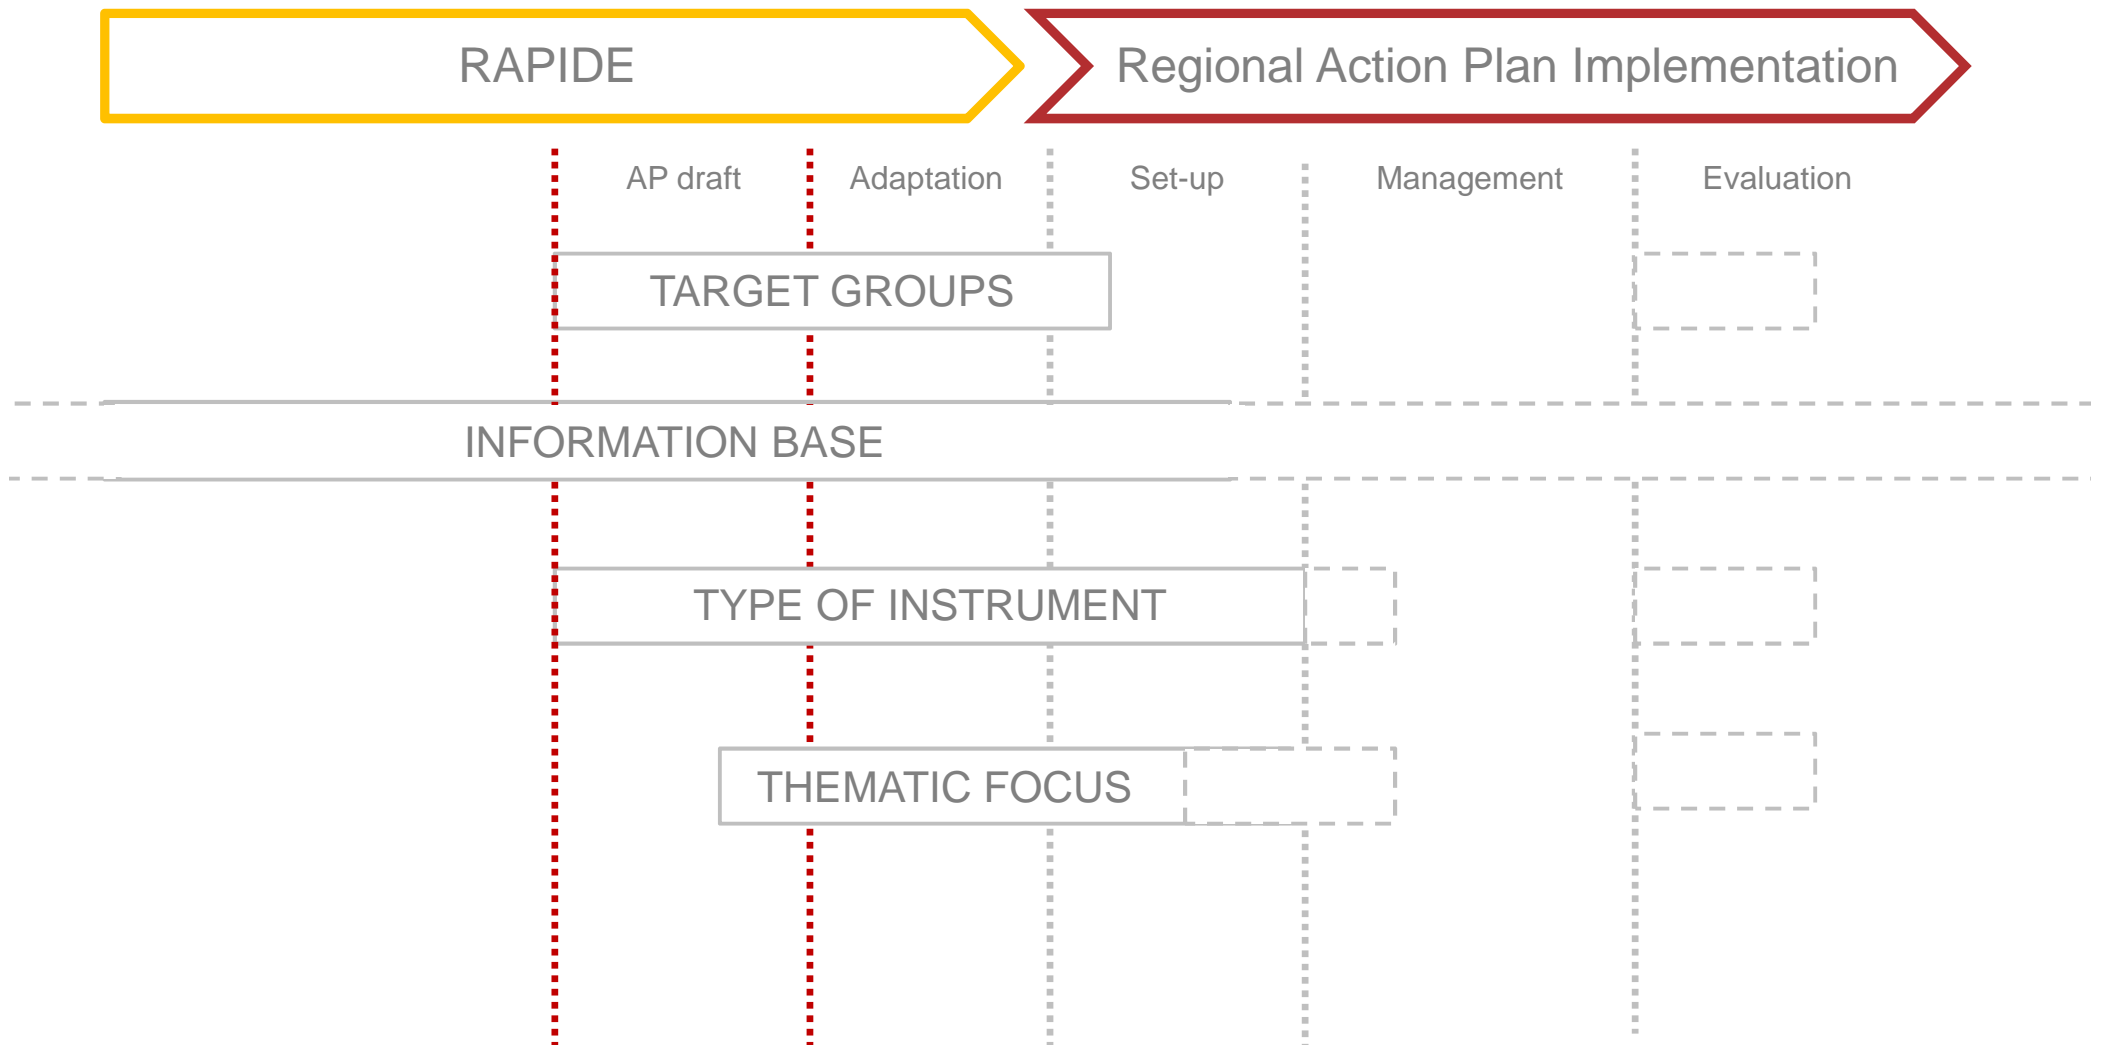 RAPIDE
Regional Action Plan Implementation
AP draft
Adaptation
Set-up
Management
Evaluation
TARGET GROUPS
INFORMATION BASE
TYPE OF INSTRUMENT
THEMATIC FOCUS